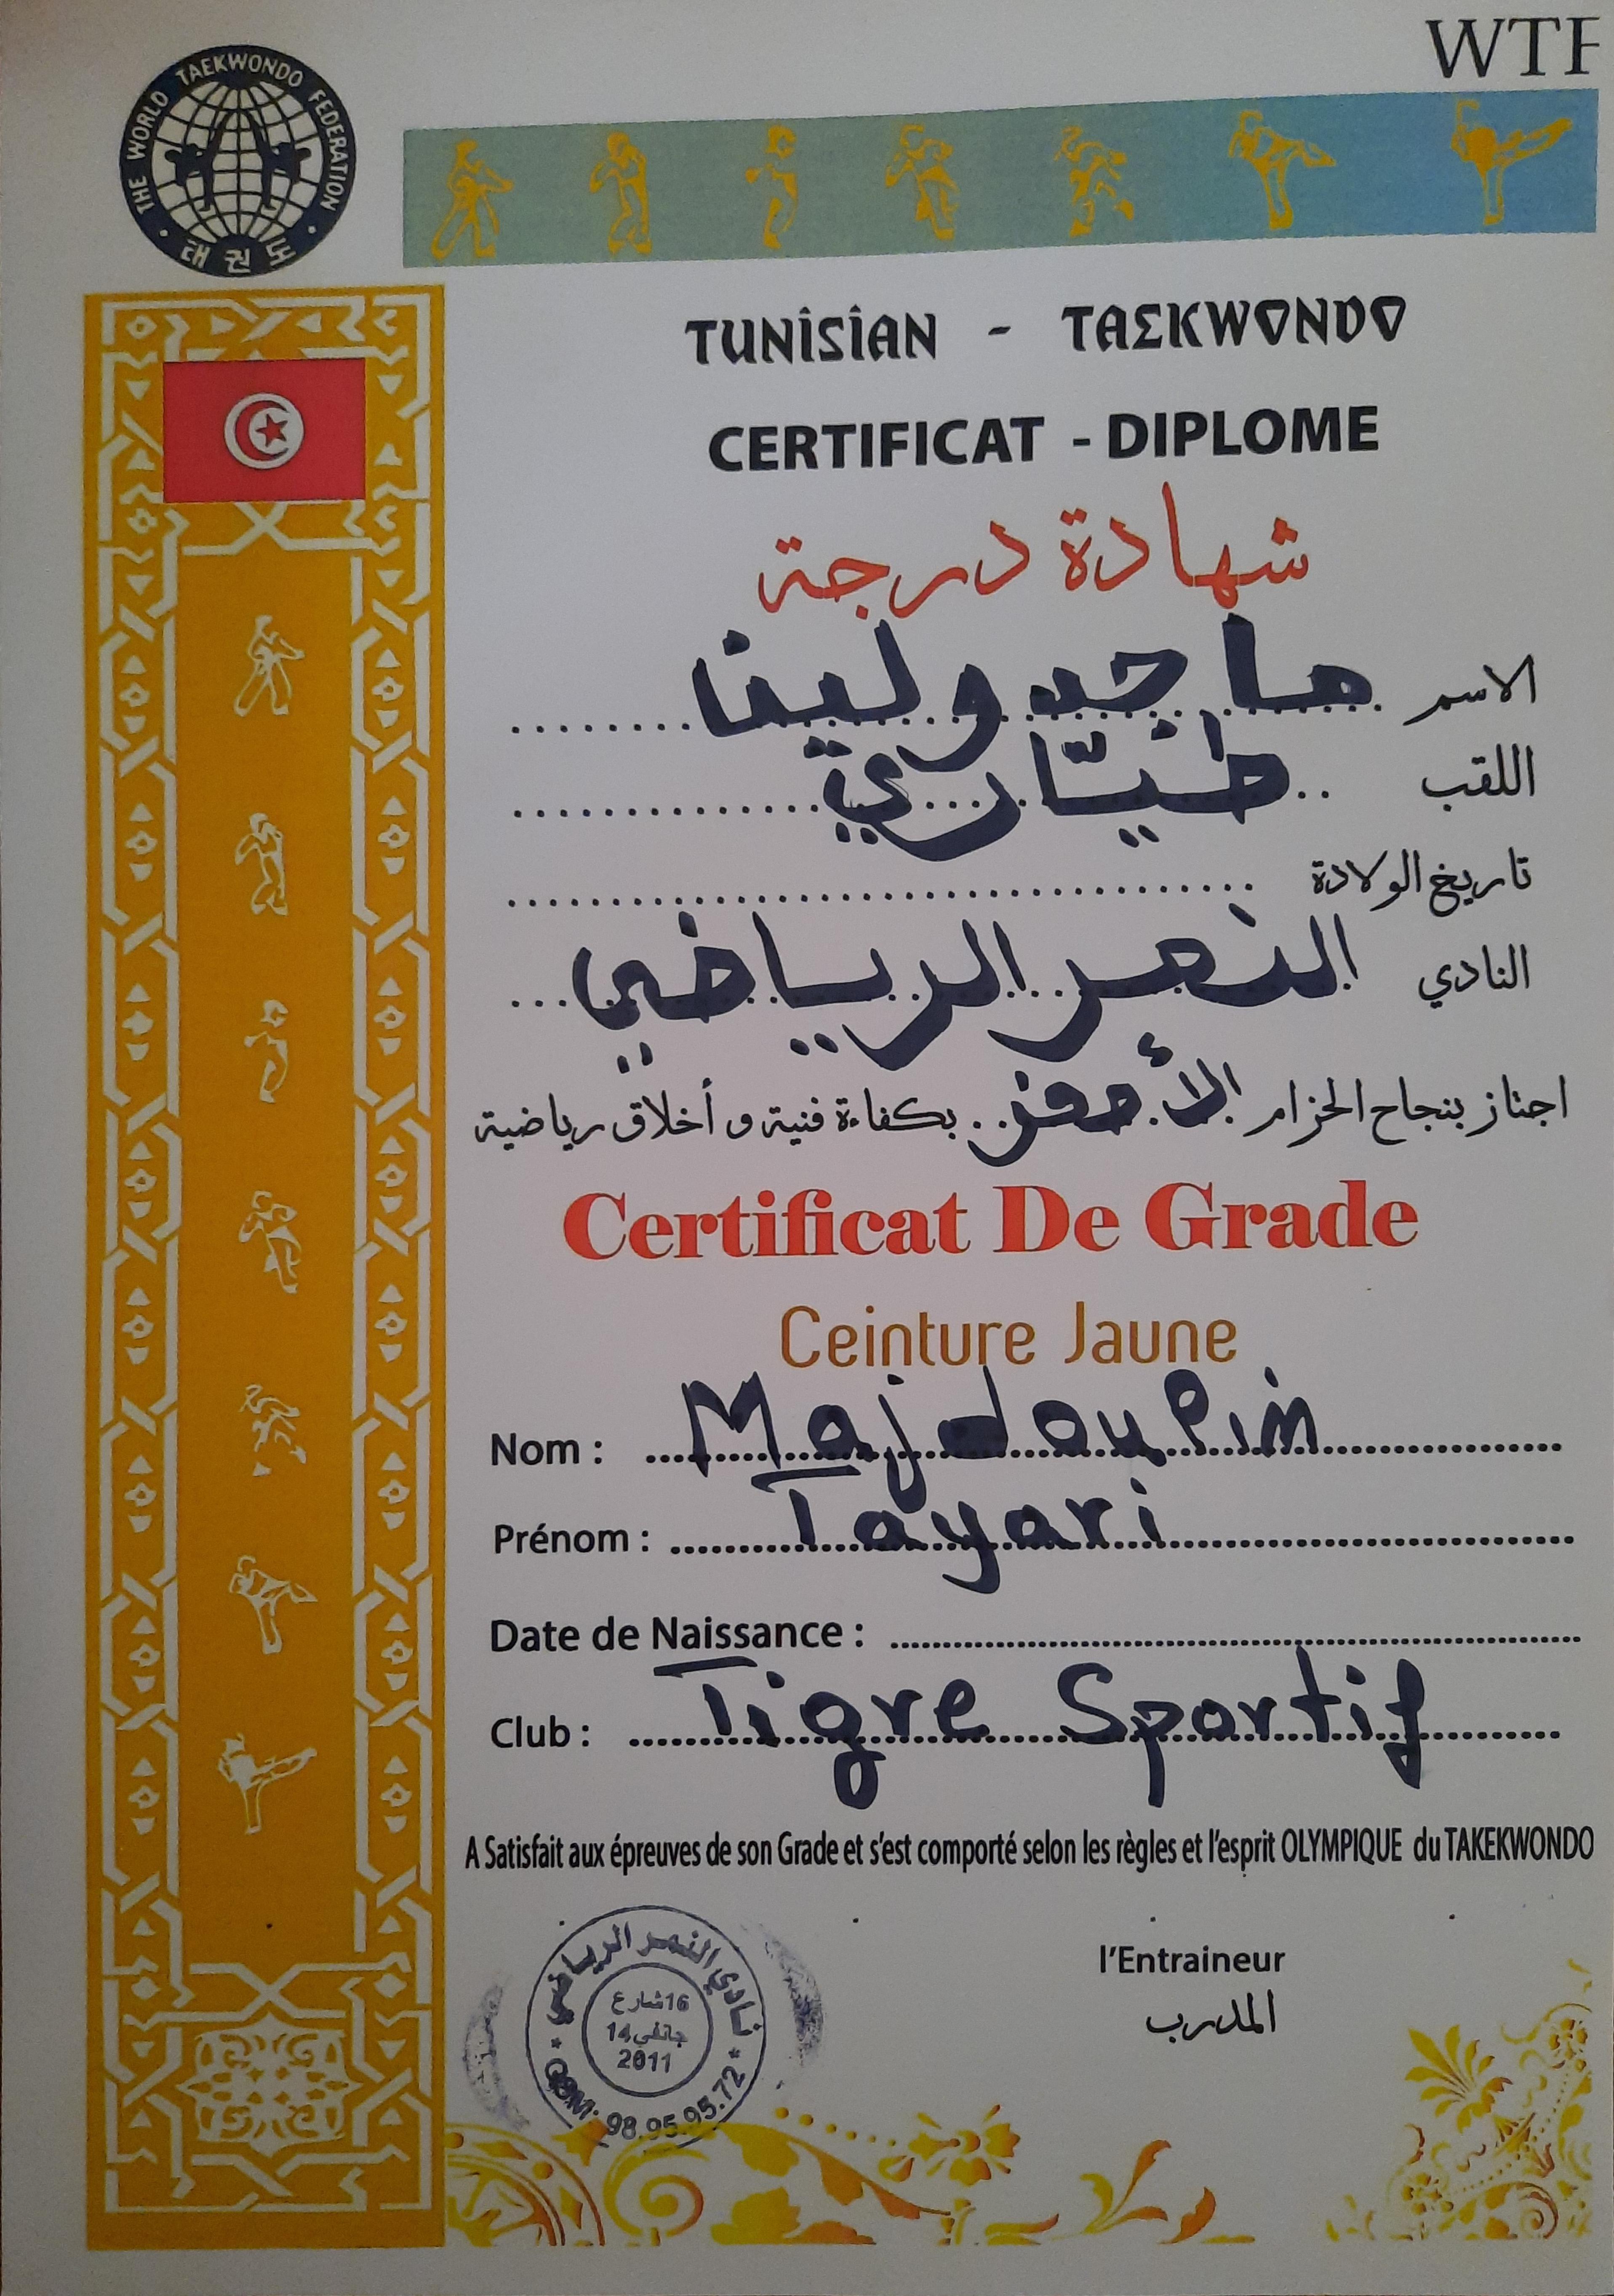 WTF
THE WORLD TAEKWONDO FEDERATION
태권도
TUNISIAN - TAEKWONDO
CERTIFICAT - DIPLOME
شهادة درجة
الاسم ماجدولينا
اللقب طيّاري
تاريخ الولادة
النادي النمر الرياضي
اجتاز بنجاح الحزام الأصفر بكفاءة فنية و أخلاق رياضية
Certificat De Grade
Ceinture Jaune
Nom : Majdoulin
Prénom : Tayari
Date de Naissance :
Club : Tigre Sportif
A Satisfait aux épreuves de son Grade et s'est comporté selon les règles et l'esprit OLYMPIQUE du TAKEKWONDO
l'Entraineur
المدرب
نادي النمر الرياضي
16 شارع
14 جانفي
2011
GSM: 98.95.95.72